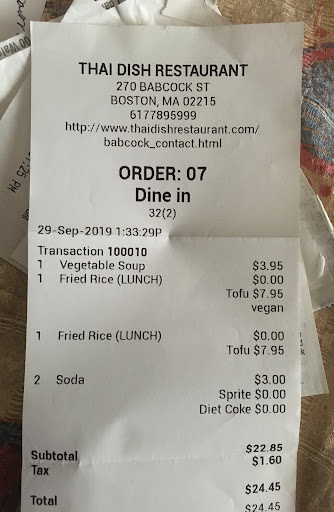 THAI DISH RESTAURANT
270 BABCOCK ST
BOSTON, MA 02215
6177895999
http://www.thaidishrestaurant.com/
babcock_contact.html
ORDER: 07
Dine in
32(2)
29-Sep-2019 1:33:29P
Transaction 100010
1 Vegetable Soup $3.95
1 Fried Rice (LUNCH) $0.00
Tofu $7.95
vegan
1 Fried Rice (LUNCH) $0.00
Tofu $7.95
2 Soda $3.00
Sprite $0.00
Diet Coke $0.00
Subtotal $22.85
Tax $1.60
Total $24.45
$24.45